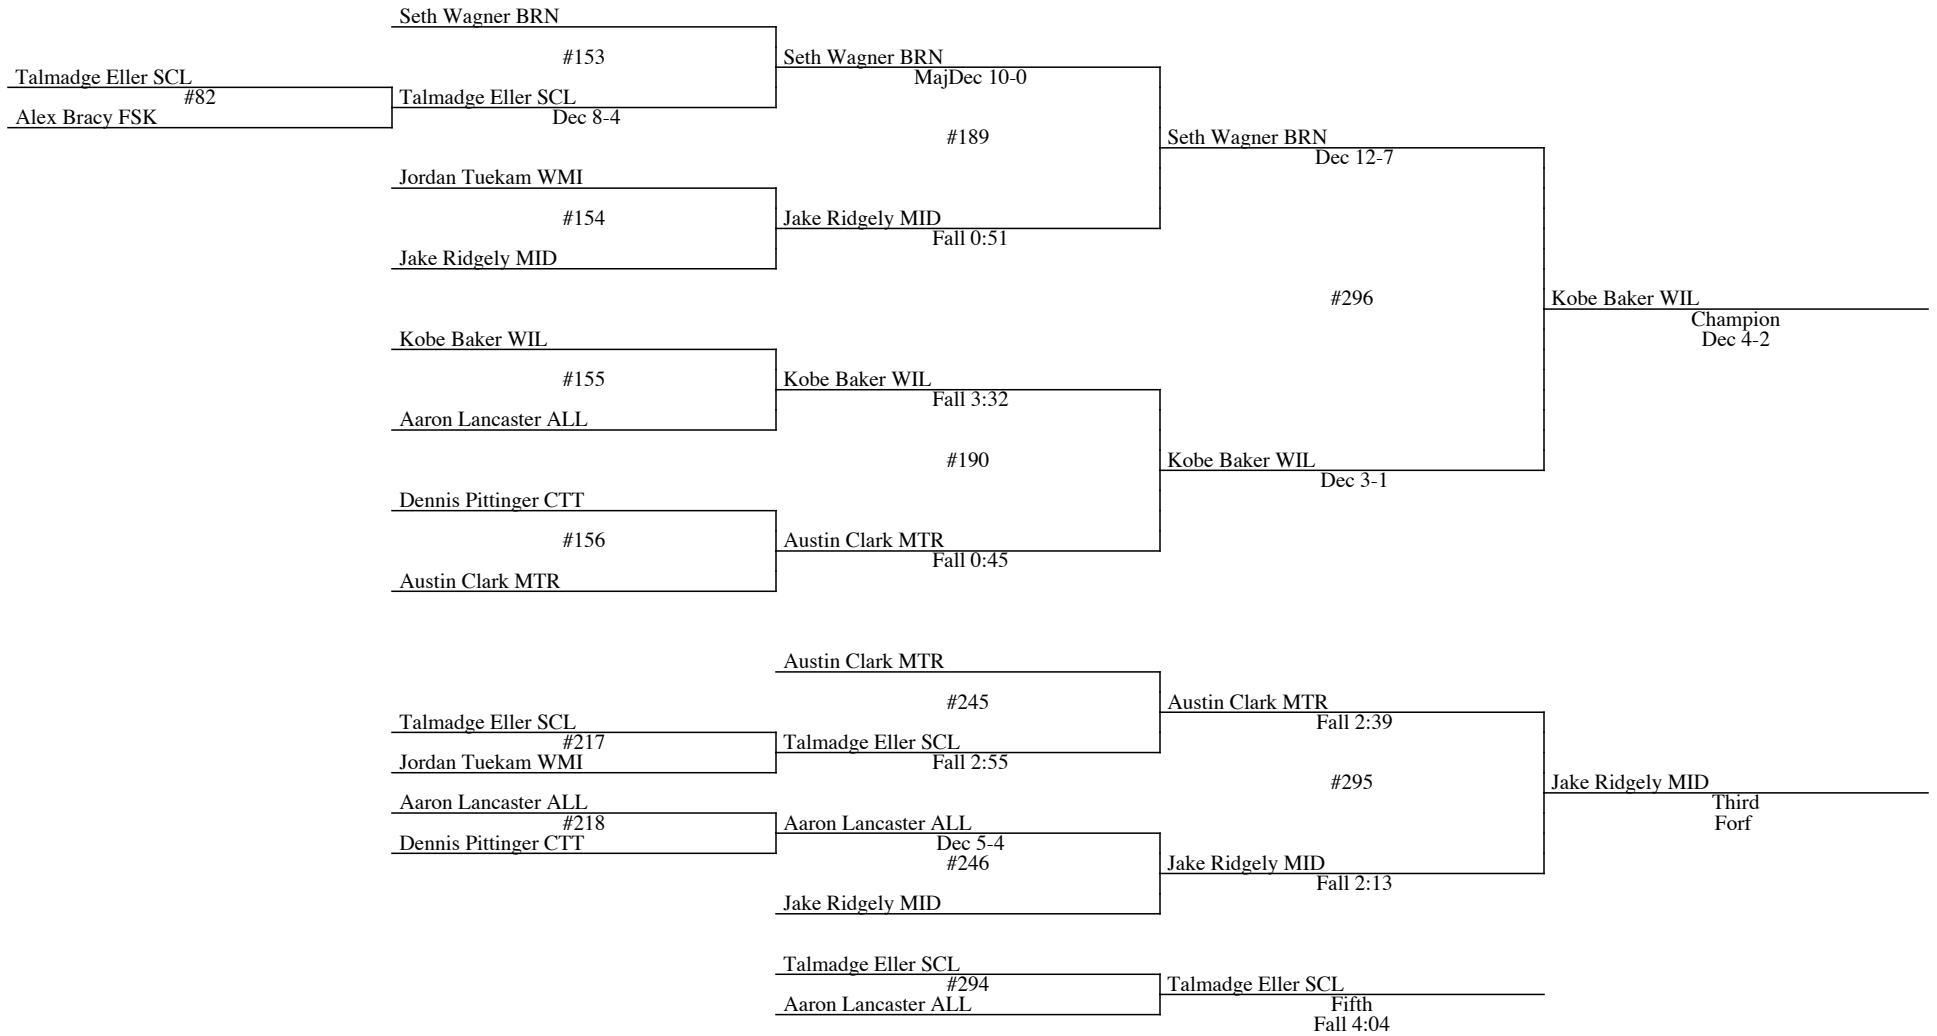 Seth Wagner BRN
#153
Seth Wagner BRN
MajDec 10-0
Talmadge Eller SCL
#82
Talmadge Eller SCL
Dec 8-4
Alex Bracy FSK
#189
Seth Wagner BRN
Dec 12-7
Jordan Tuekam WMI
#154
Jake Ridgely MID
Fall 0:51
Jake Ridgely MID
#296
Kobe Baker WIL
Champion
Dec 4-2
Kobe Baker WIL
#155
Kobe Baker WIL
Fall 3:32
Aaron Lancaster ALL
#190
Kobe Baker WIL
Dec 3-1
Dennis Pittinger CTT
#156
Austin Clark MTR
Fall 0:45
Austin Clark MTR
Austin Clark MTR
#245
Austin Clark MTR
Fall 2:39
Talmadge Eller SCL
#217
Talmadge Eller SCL
Fall 2:55
Jordan Tuekam WMI
#295
Jake Ridgely MID
Third
Forf
Aaron Lancaster ALL
#218
Aaron Lancaster ALL
Dec 5-4
Dennis Pittinger CTT
#246
Jake Ridgely MID
Fall 2:13
Jake Ridgely MID
Talmadge Eller SCL
#294
Talmadge Eller SCL
Fifth
Fall 4:04
Aaron Lancaster ALL